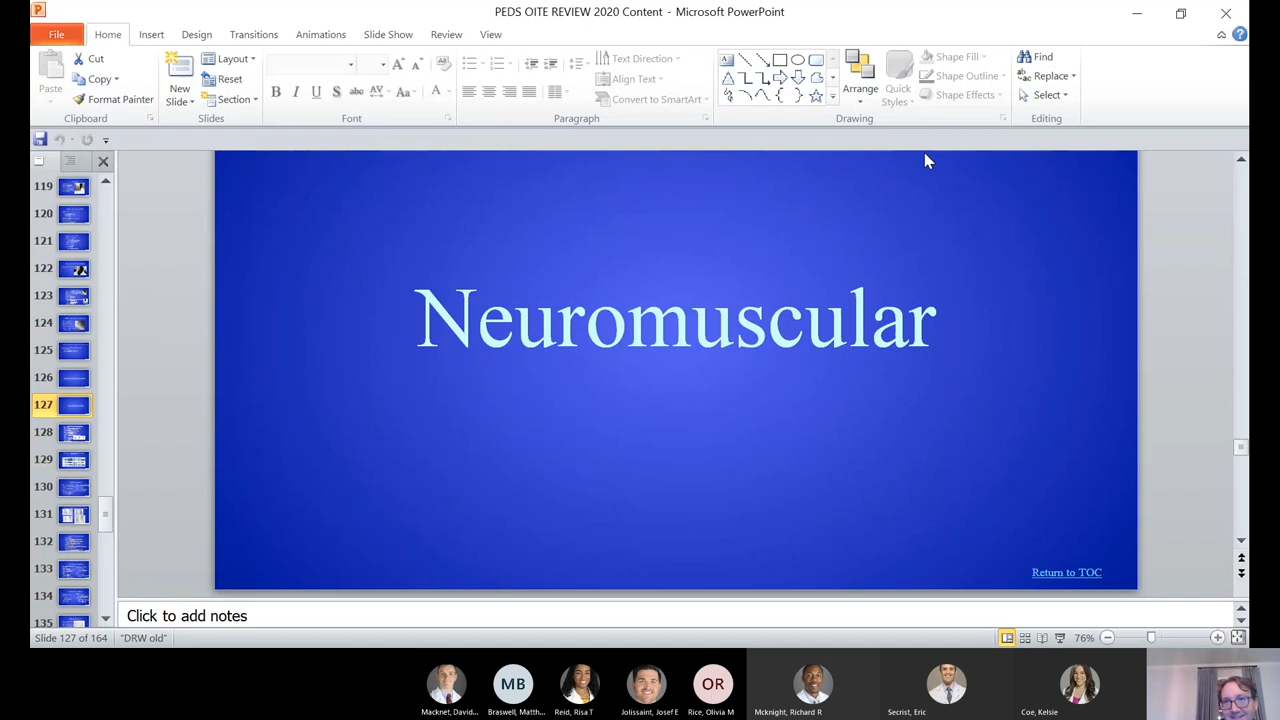 PEDS OITE REVIEW 2020 Content - Microsoft PowerPoint
File Home Insert Design Transitions Animations Slide Show Review View
Paste
Cut
Copy
Format Painter
Clipboard
New Slide
Layout
Reset
Section
Slides
B I U S abc AV Aa A
Font
Text Direction
Align Text
Convert to SmartArt
Paragraph
Arrange
Quick Styles
Shape Fill
Shape Outline
Shape Effects
Drawing
Find
Replace
Select
Editing
119
120
121
122
123
124
125
126
127
128
129
130
131
132
133
134
135
Neuromuscular
Return to TOC
Click to add notes
Slide 127 of 164 "DRW old" 76%
MB OR
Macknet, David... Braswell, Matth... Reid, Risa T Jolissaint, Josef E Rice, Olivia M Mcknight, Richard R Secrist, Eric Coe, Kelsie